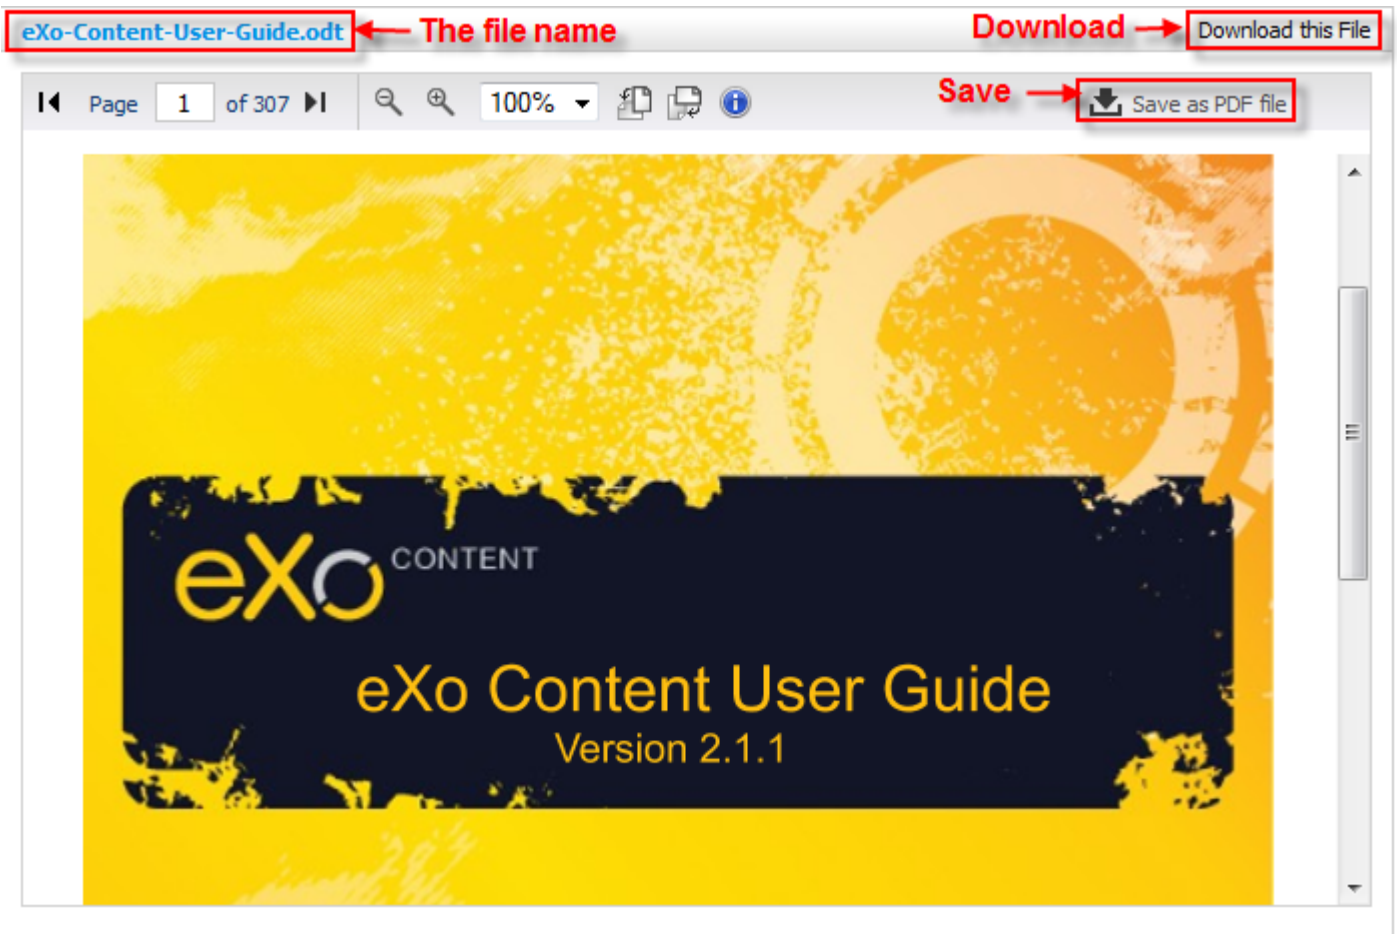 eXo-Content-User-Guide.odt The file name Download Download this File
Page 1 of 307 100% Save Save as PDF file
eXo CONTENT
eXo Content User Guide
Version 2.1.1